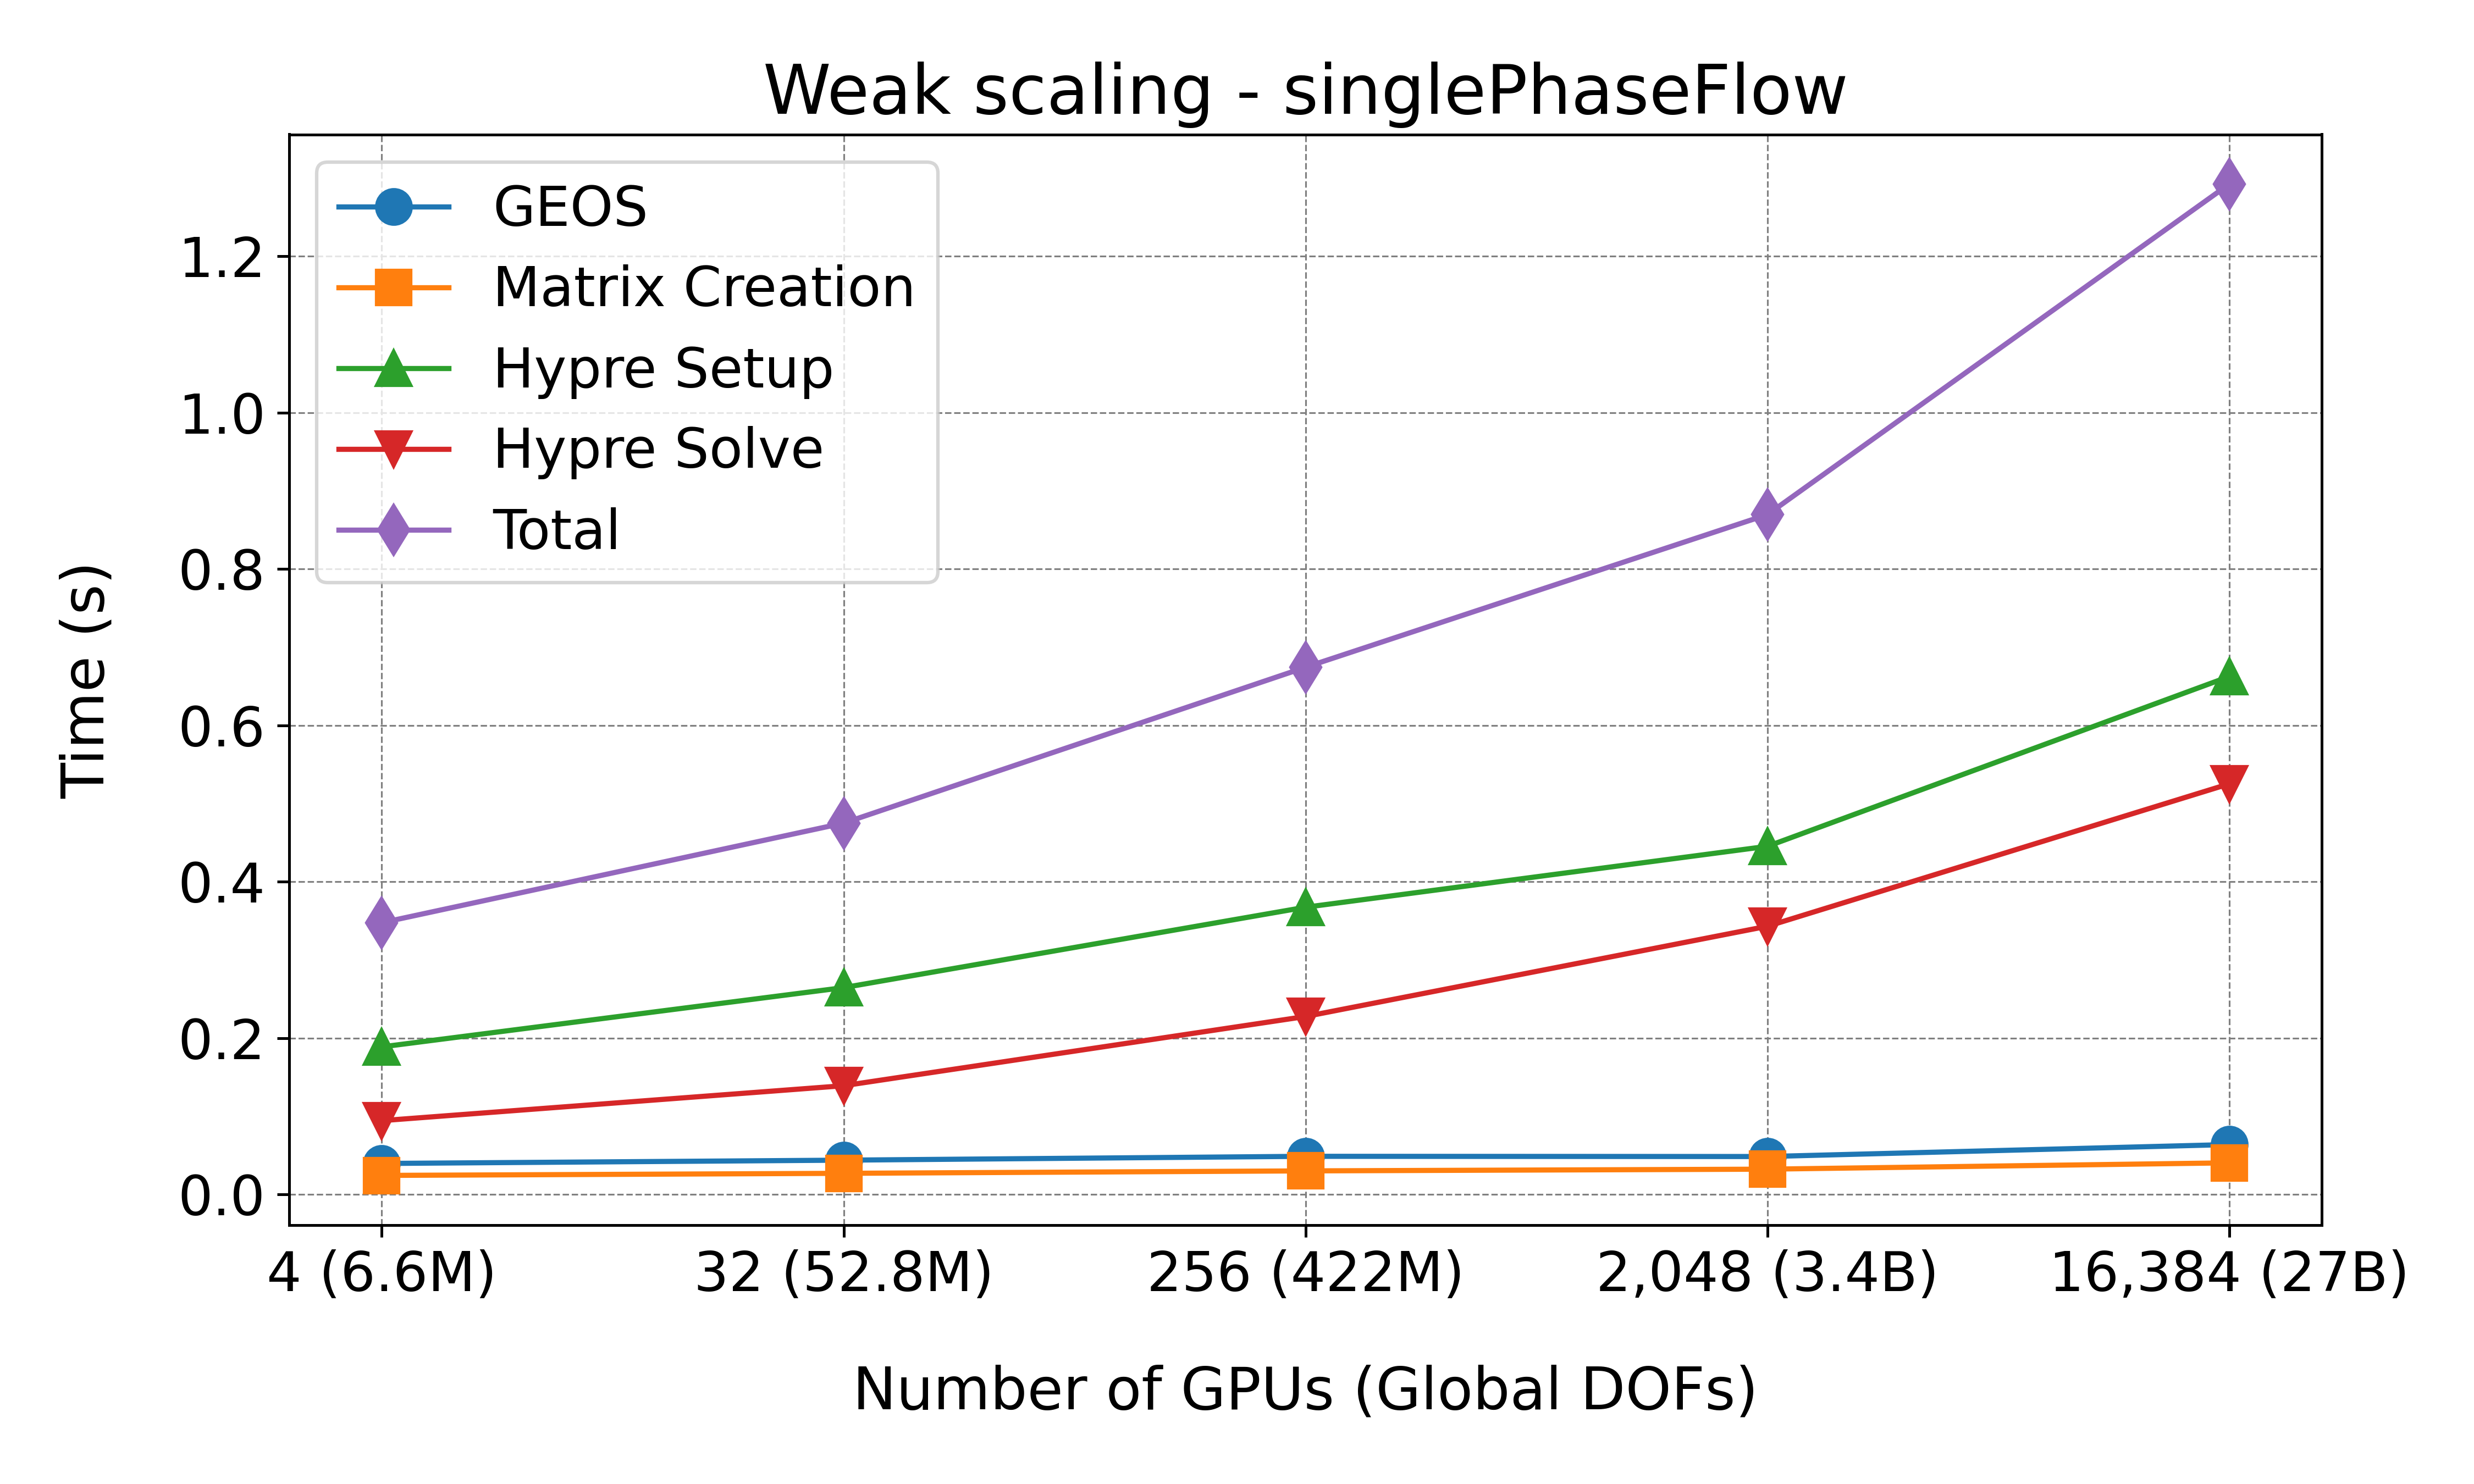 Weak scaling - singlePhaseFlow
GEOS
Matrix Creation
Hypre Setup
Hypre Solve
Total
1.2
1.0
0.8
0.6
0.4
0.2
0.0
Time (s)
4 (6.6M) 32 (52.8M) 256 (422M) 2,048 (3.4B) 16,384 (27B)
Number of GPUs (Global DOFs)